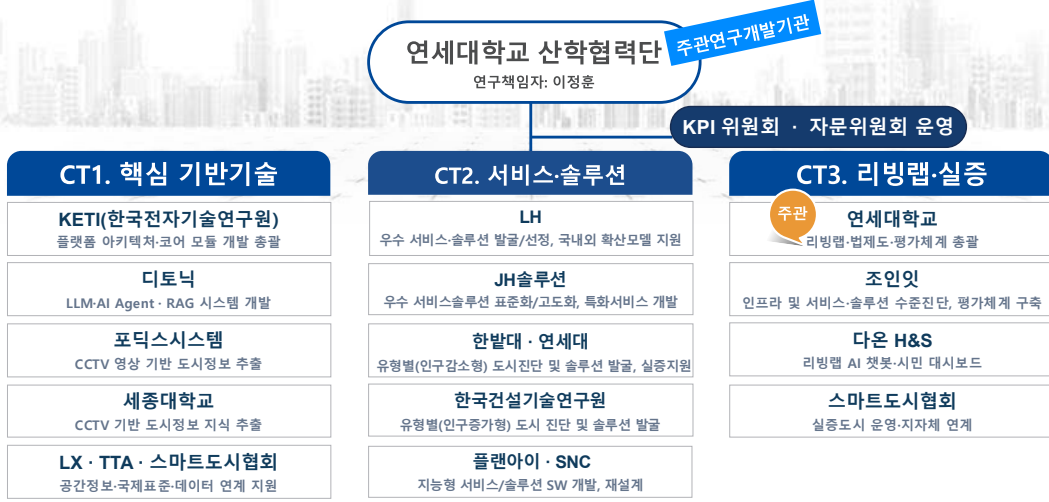 연세대학교 산학협력단
주관연구개발기관
연구책임자: 이정훈
KPI 위원회 · 자문위원회 운영
CT1. 핵심 기반기술
KETI(한국전자기술연구원)
플랫폼 아키텍처·코어 모듈 개발 총괄
디토닉
LLM·AI Agent · RAG 시스템 개발
포딕스시스템
CCTV 영상 기반 도시정보 추출
세종대학교
CCTV 기반 도시정보 지식 추출
LX · TTA · 스마트도시협회
공간정보·국제표준·데이터 연계 지원
CT2. 서비스·솔루션
LH
우수 서비스·솔루션 발굴/선정, 국내외 확산모델 지원
JH솔루션
우수 서비스솔루션 표준화/고도화, 특화서비스 개발
한밭대 · 연세대
유형별(인구감소형) 도시진단 및 솔루션 발굴, 실증지원
한국건설기술연구원
유형별(인구증가형) 도시 진단 및 솔루션 발굴
플랜아이 · SNC
지능형 서비스/솔루션 SW 개발, 재설계
CT3. 리빙랩·실증
주관
연세대학교
리빙랩·법제도·평가체계 총괄
조인잇
인프라 및 서비스·솔루션 수준진단, 평가체계 구축
다온 H&S
리빙랩 AI 챗봇·시민 대시보드
스마트도시협회
실증도시 운영·지자체 연계